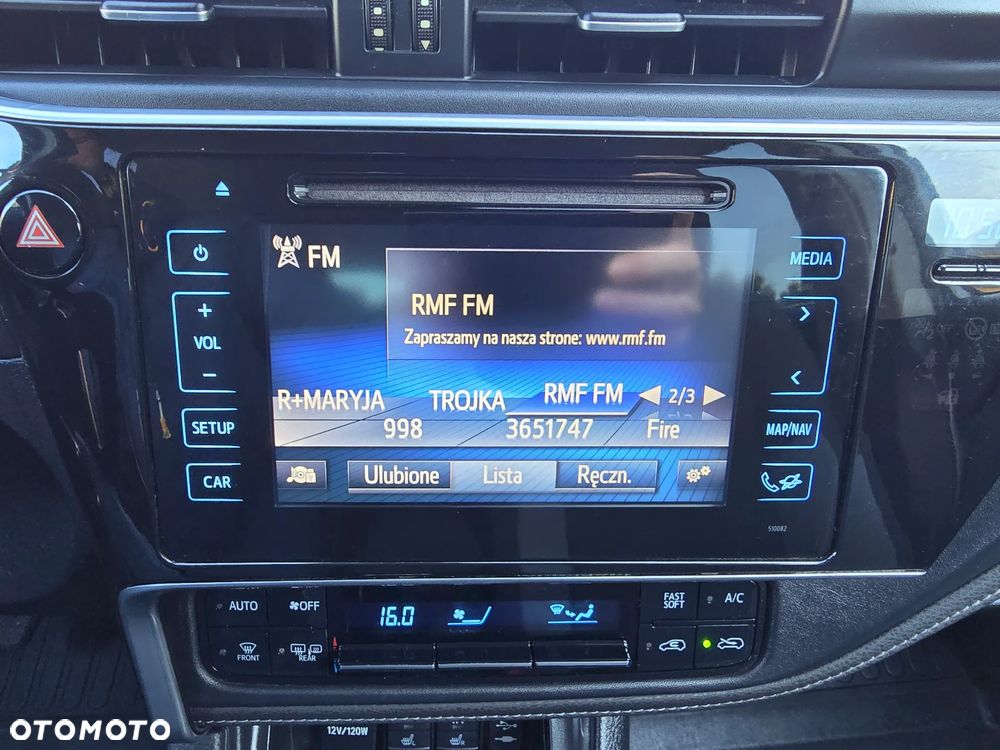 FM
MEDIA
RMF FM
Zapraszamy na nasza strone: www.rmf.fm
+
VOL
−
R+MARYJA TROJKA RMF FM 2/3
998 3651747 Fire
SETUP
MAP/NAV
CAR
Ulubione Lista Ręczn.
510082
AUTO OFF
16.0
FAST SOFT
A/C
FRONT
REAR
OTOMOTO
12V/120W